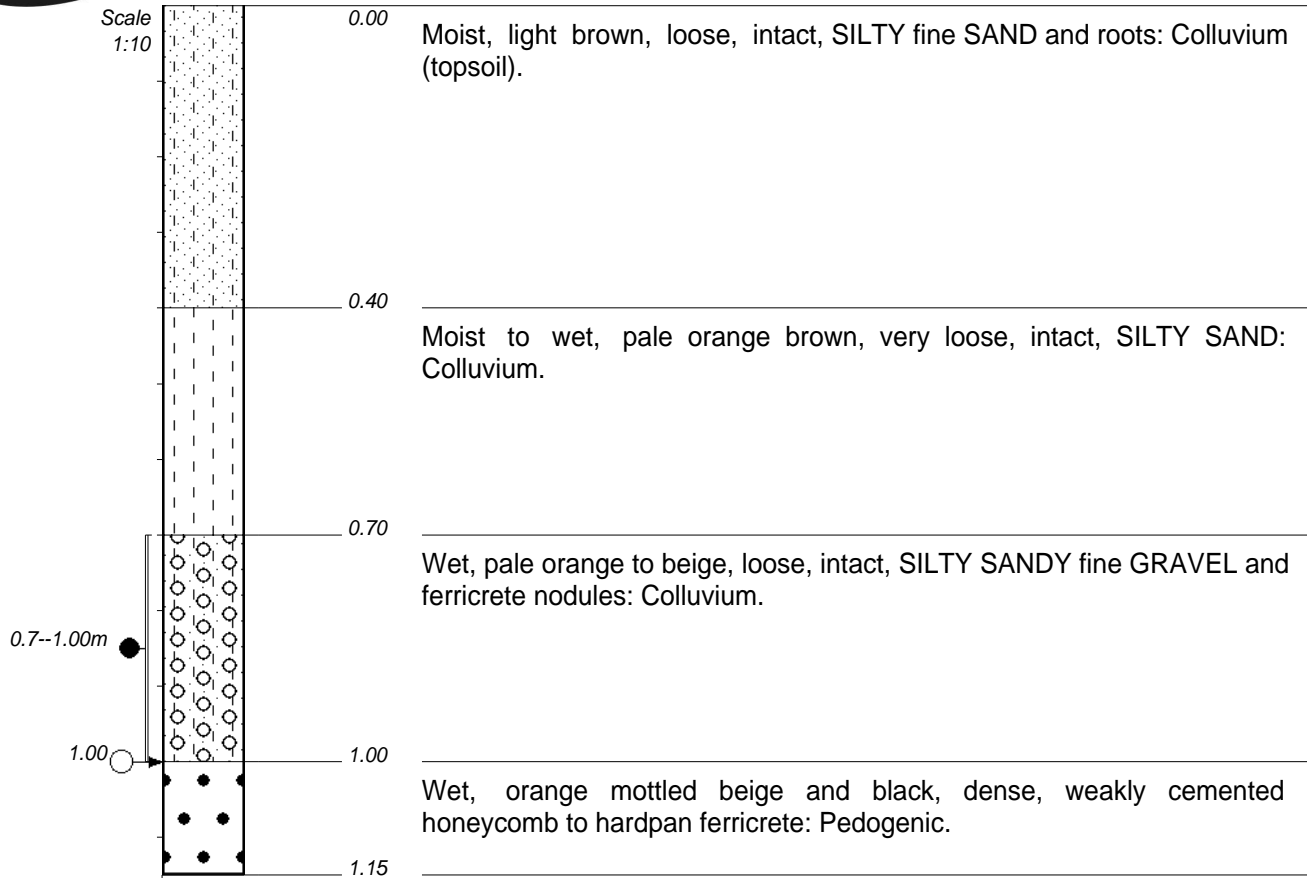 Scale
1:10
0.00
Moist, light brown, loose, intact, SILTY fine SAND and roots: Colluvium
(topsoil).
0.40
Moist to wet, pale orange brown, very loose, intact, SILTY SAND:
Colluvium.
0.70
Wet, pale orange to beige, loose, intact, SILTY SANDY fine GRAVEL and
ferricrete nodules: Colluvium.
0.7--1.00m
1.00
1.00
Wet, orange mottled beige and black, dense, weakly cemented
honeycomb to hardpan ferricrete: Pedogenic.
1.15